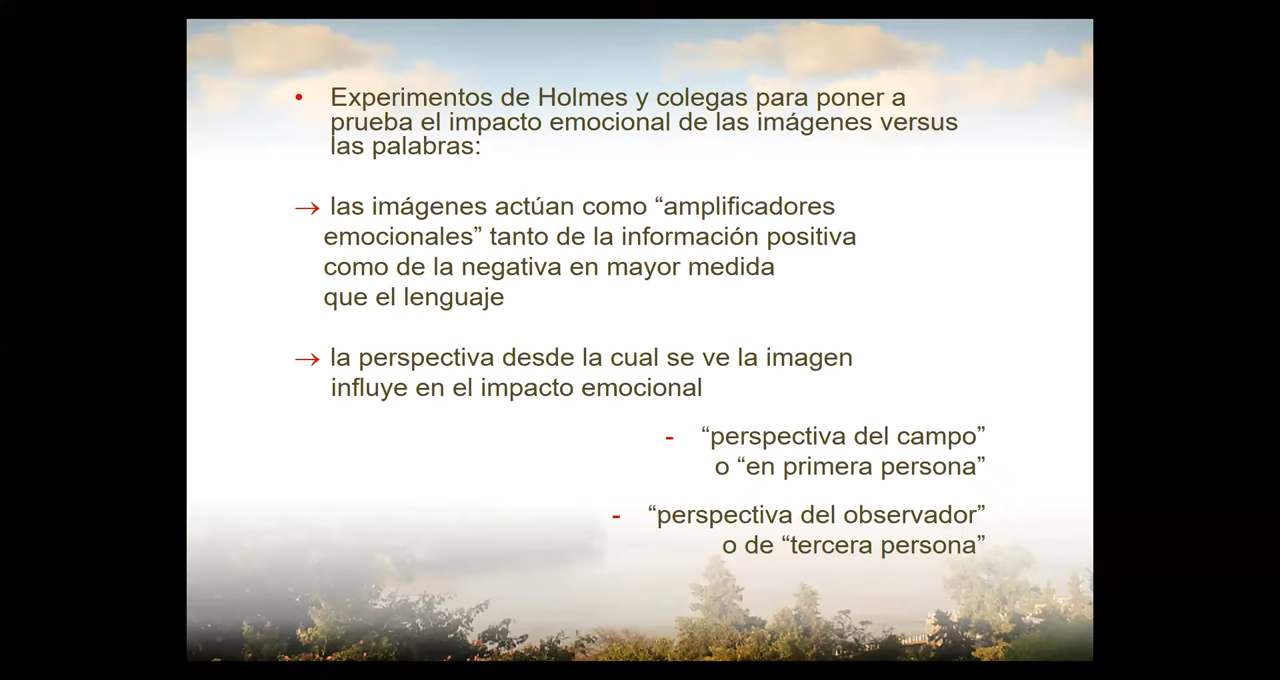 • Experimentos de Holmes y colegas para poner a
prueba el impacto emocional de las imágenes versus
las palabras:
→ las imágenes actúan como “amplificadores
emocionales” tanto de la información positiva
como de la negativa en mayor medida
que el lenguaje
→ la perspectiva desde la cual se ve la imagen
influye en el impacto emocional
- “perspectiva del campo”
o “en primera persona”
- “perspectiva del observador”
o de “tercera persona”